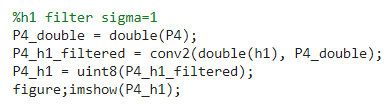 %h1 filter sigma=1
P4_double = double(P4);
P4_h1_filtered = conv2(double(h1), P4_double);
P4_h1 = uint8(P4_h1_filtered);
figure;imshow(P4_h1);